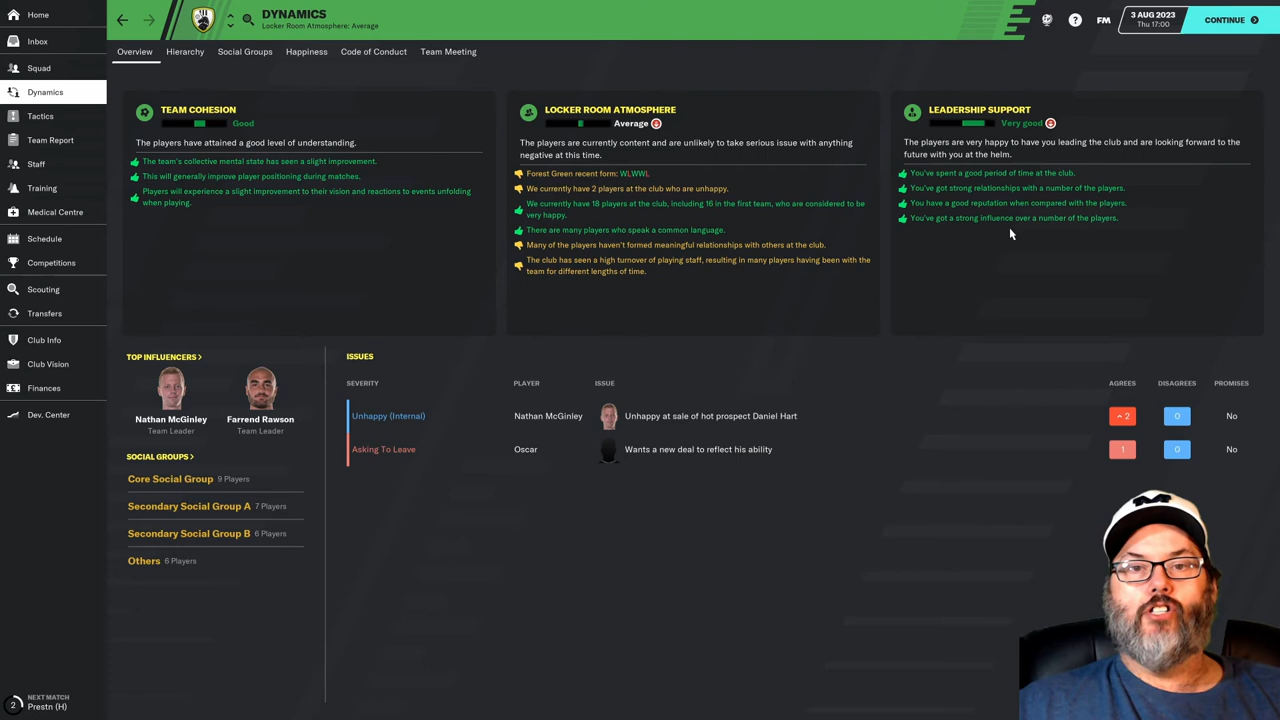 Home
Inbox
Squad
Dynamics
Tactics
Team Report
Staff
Training
Medical Centre
Schedule
Competitions
Scouting
Transfers
Club Info
Club Vision
Finances
Dev. Center
2
NEXT MATCH
Prestn (H)
DYNAMICS
Locker Room Atmosphere: Average
?
FM
3 AUG 2023
Thu 17:00
CONTINUE
Overview
Hierarchy
Social Groups
Happiness
Code of Conduct
Team Meeting
TEAM COHESION
Good
The players have attained a good level of understanding.
The team's collective mental state has seen a slight improvement.
This will generally improve player positioning during matches.
Players will experience a slight improvement to their vision and reactions to events unfolding
when playing.
LOCKER ROOM ATMOSPHERE
Average
The players are currently content and are unlikely to take serious issue with anything
negative at this time.
Forest Green recent form: WLWWL
We currently have 2 players at the club who are unhappy.
We currently have 18 players at the club, including 16 in the first team, who are considered to be
very happy.
There are many players who speak a common language.
Many of the players haven't formed meaningful relationships with others at the club.
The club has seen a high turnover of playing staff, resulting in many players having been with the
team for different lengths of time.
LEADERSHIP SUPPORT
Very good
The players are very happy to have you leading the club and are looking forward to the
future with you at the helm.
You've spent a good period of time at the club.
You've got strong relationships with a number of the players.
You have a good reputation when compared with the players.
You've got a strong influence over a number of the players.
TOP INFLUENCERS >
Nathan McGinley
Team Leader
Farrend Rawson
Team Leader
SOCIAL GROUPS >
Core Social Group 9 Players
Secondary Social Group A 7 Players
Secondary Social Group B 6 Players
Others 6 Players
ISSUES
SEVERITY PLAYER ISSUE AGREES DISAGREES PROMISES
Unhappy (Internal) Nathan McGinley Unhappy at sale of hot prospect Daniel Hart 2 0 No
Asking To Leave Oscar Wants a new deal to reflect his ability 1 0 No